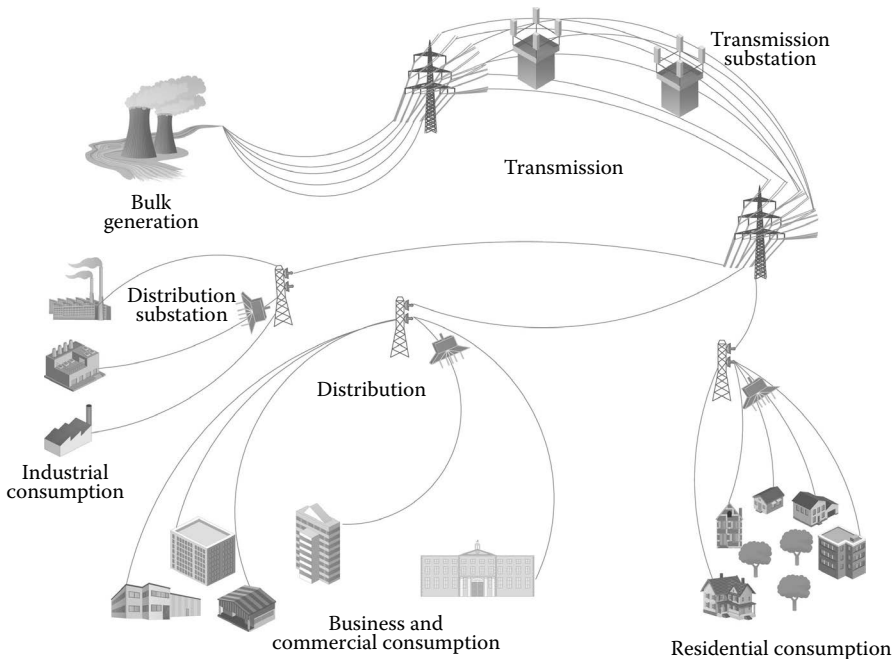 Transmission
substation
Transmission
Bulk
generation
Distribution
substation
Distribution
Industrial
consumption
Business and
commercial consumption
Residential consumption